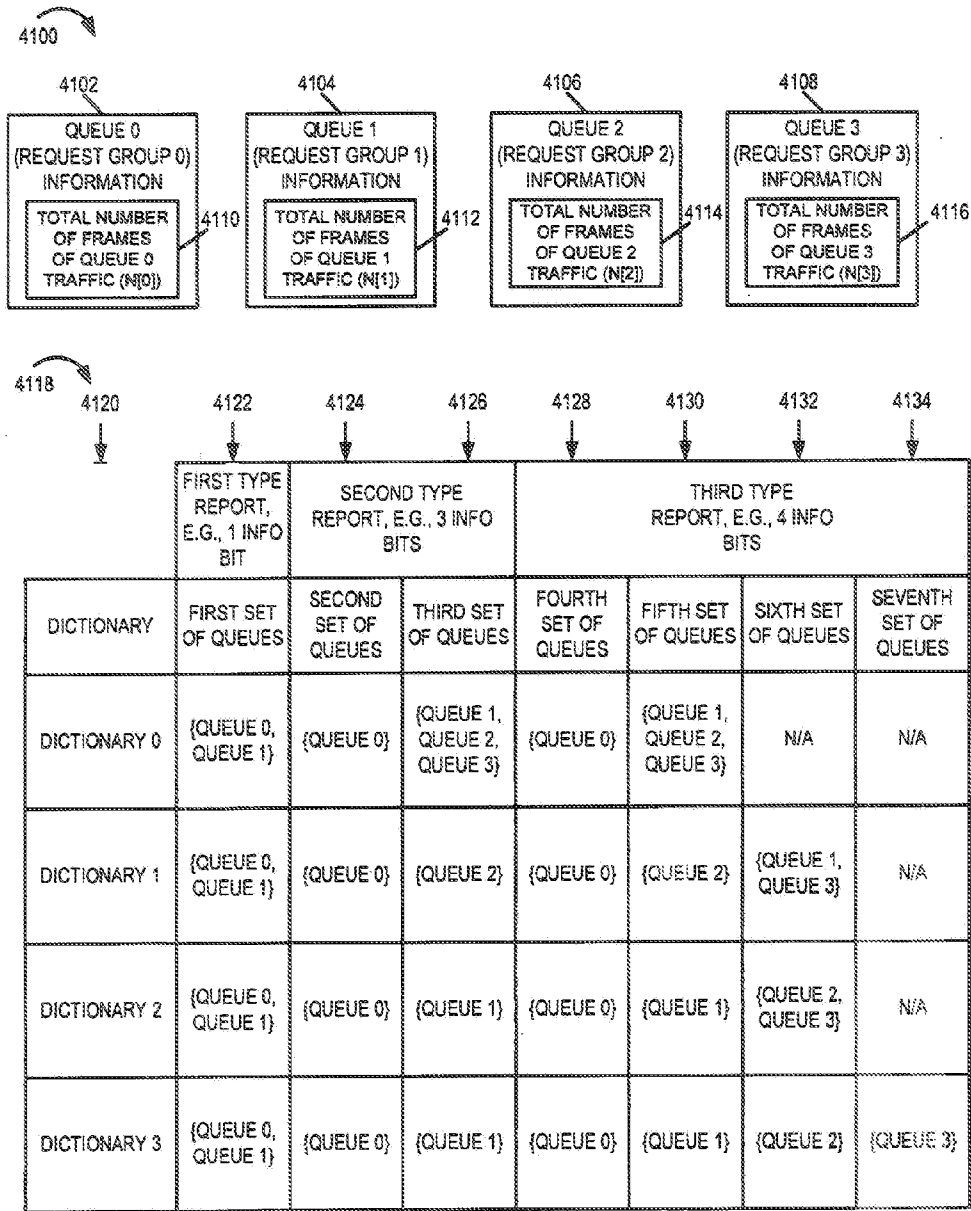 4100
4102
4104
4106
4108
QUEUE 0
(REQUEST GROUP 0)
INFORMATION
TOTAL NUMBER
OF FRAMES
OF QUEUE 0
TRAFFIC (N[0])
4110
QUEUE 1
(REQUEST GROUP 1)
INFORMATION
TOTAL NUMBER
OF FRAMES
OF QUEUE 1
TRAFFIC (N[1])
4112
QUEUE 2
(REQUEST GROUP 2)
INFORMATION
TOTAL NUMBER
OF FRAMES
OF QUEUE 2
TRAFFIC (N[2])
4114
QUEUE 3
(REQUEST GROUP 3)
INFORMATION
TOTAL NUMBER
OF FRAMES
OF QUEUE 3
TRAFFIC (N[3])
4116
4118
4120
4122
4124
4126
4128
4130
4132
4134
FIRST TYPE
REPORT,
E.G., 1 INFO
BIT
SECOND TYPE
REPORT, E.G., 3 INFO
BITS
THIRD TYPE
REPORT, E.G., 4 INFO
BITS
DICTIONARY
FIRST SET
OF QUEUES
SECOND
SET OF
QUEUES
THIRD SET
OF QUEUES
FOURTH
SET OF
QUEUES
FIFTH SET
OF QUEUES
SIXTH SET
OF QUEUES
SEVENTH
SET OF
QUEUES
DICTIONARY 0
{QUEUE 0,
QUEUE 1}
{QUEUE 0}
{QUEUE 1,
QUEUE 2,
QUEUE 3}
{QUEUE 0}
{QUEUE 1,
QUEUE 2,
QUEUE 3}
N/A
N/A
DICTIONARY 1
{QUEUE 0,
QUEUE 1}
{QUEUE 0}
{QUEUE 2}
{QUEUE 0}
{QUEUE 2}
{QUEUE 1,
QUEUE 3}
N/A
DICTIONARY 2
{QUEUE 0,
QUEUE 1}
{QUEUE 0}
{QUEUE 1}
{QUEUE 0}
{QUEUE 1}
{QUEUE 2,
QUEUE 3}
N/A
DICTIONARY 3
{QUEUE 0,
QUEUE 1}
{QUEUE 0}
{QUEUE 1}
{QUEUE 0}
{QUEUE 1}
{QUEUE 2}
{QUEUE 3}